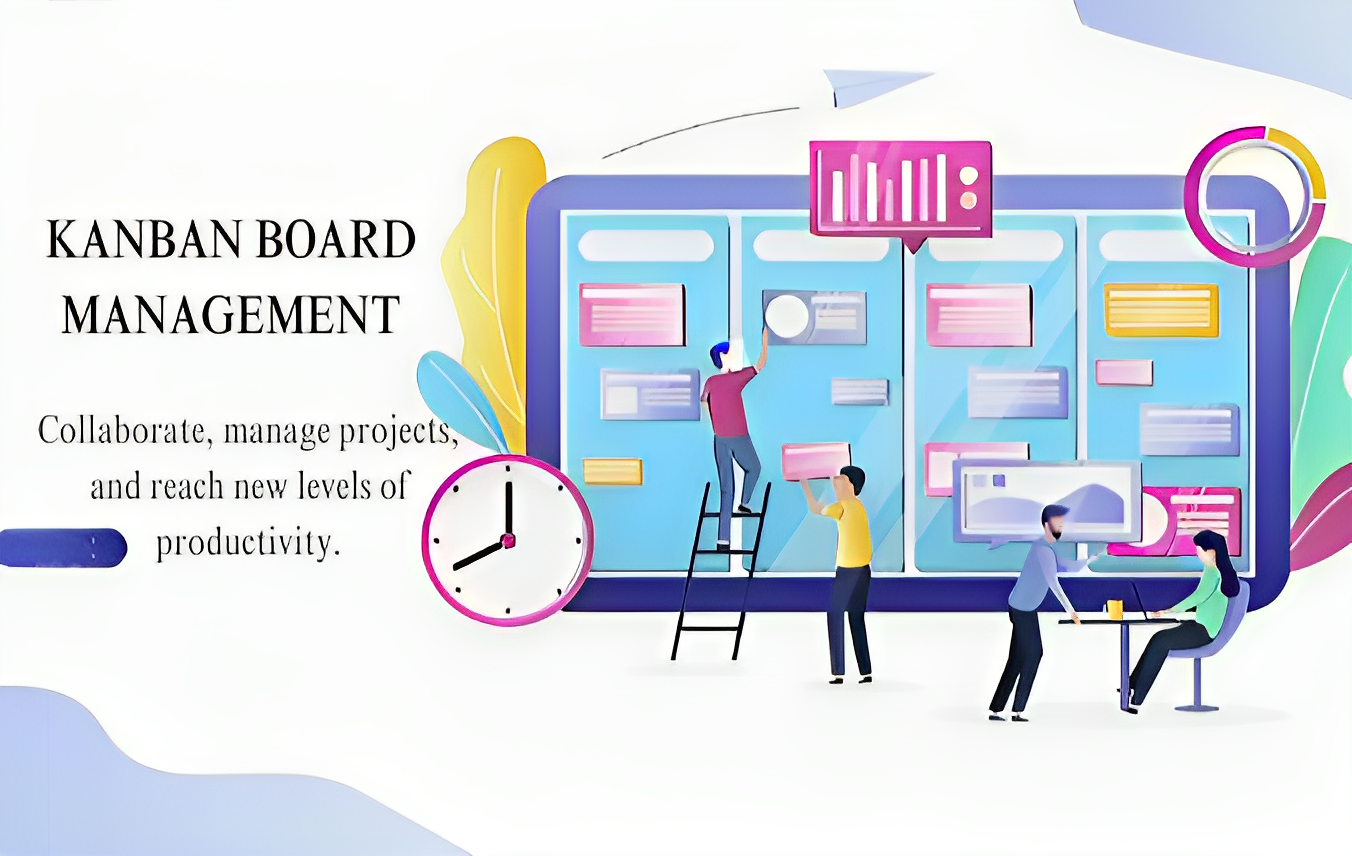 KANBAN BOARD
MANAGEMENT
Collaborate, manage projects,
and reach new levels of
productivity.